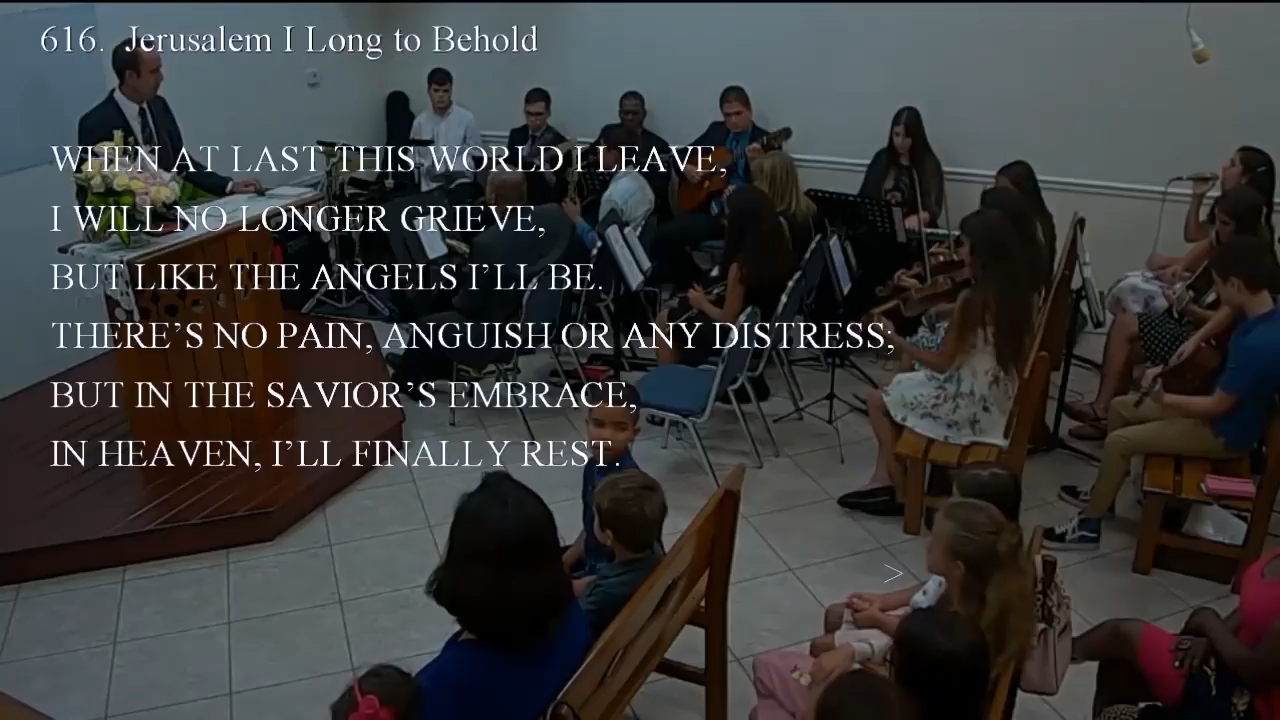 616. Jerusalem I Long to Behold
WHEN AT LAST THIS WORLD I LEAVE,
I WILL NO LONGER GRIEVE,
BUT LIKE THE ANGELS I’LL BE.
THERE’S NO PAIN, ANGUISH OR ANY DISTRESS;
BUT IN THE SAVIOR’S EMBRACE,
IN HEAVEN, I’LL FINALLY REST.
>